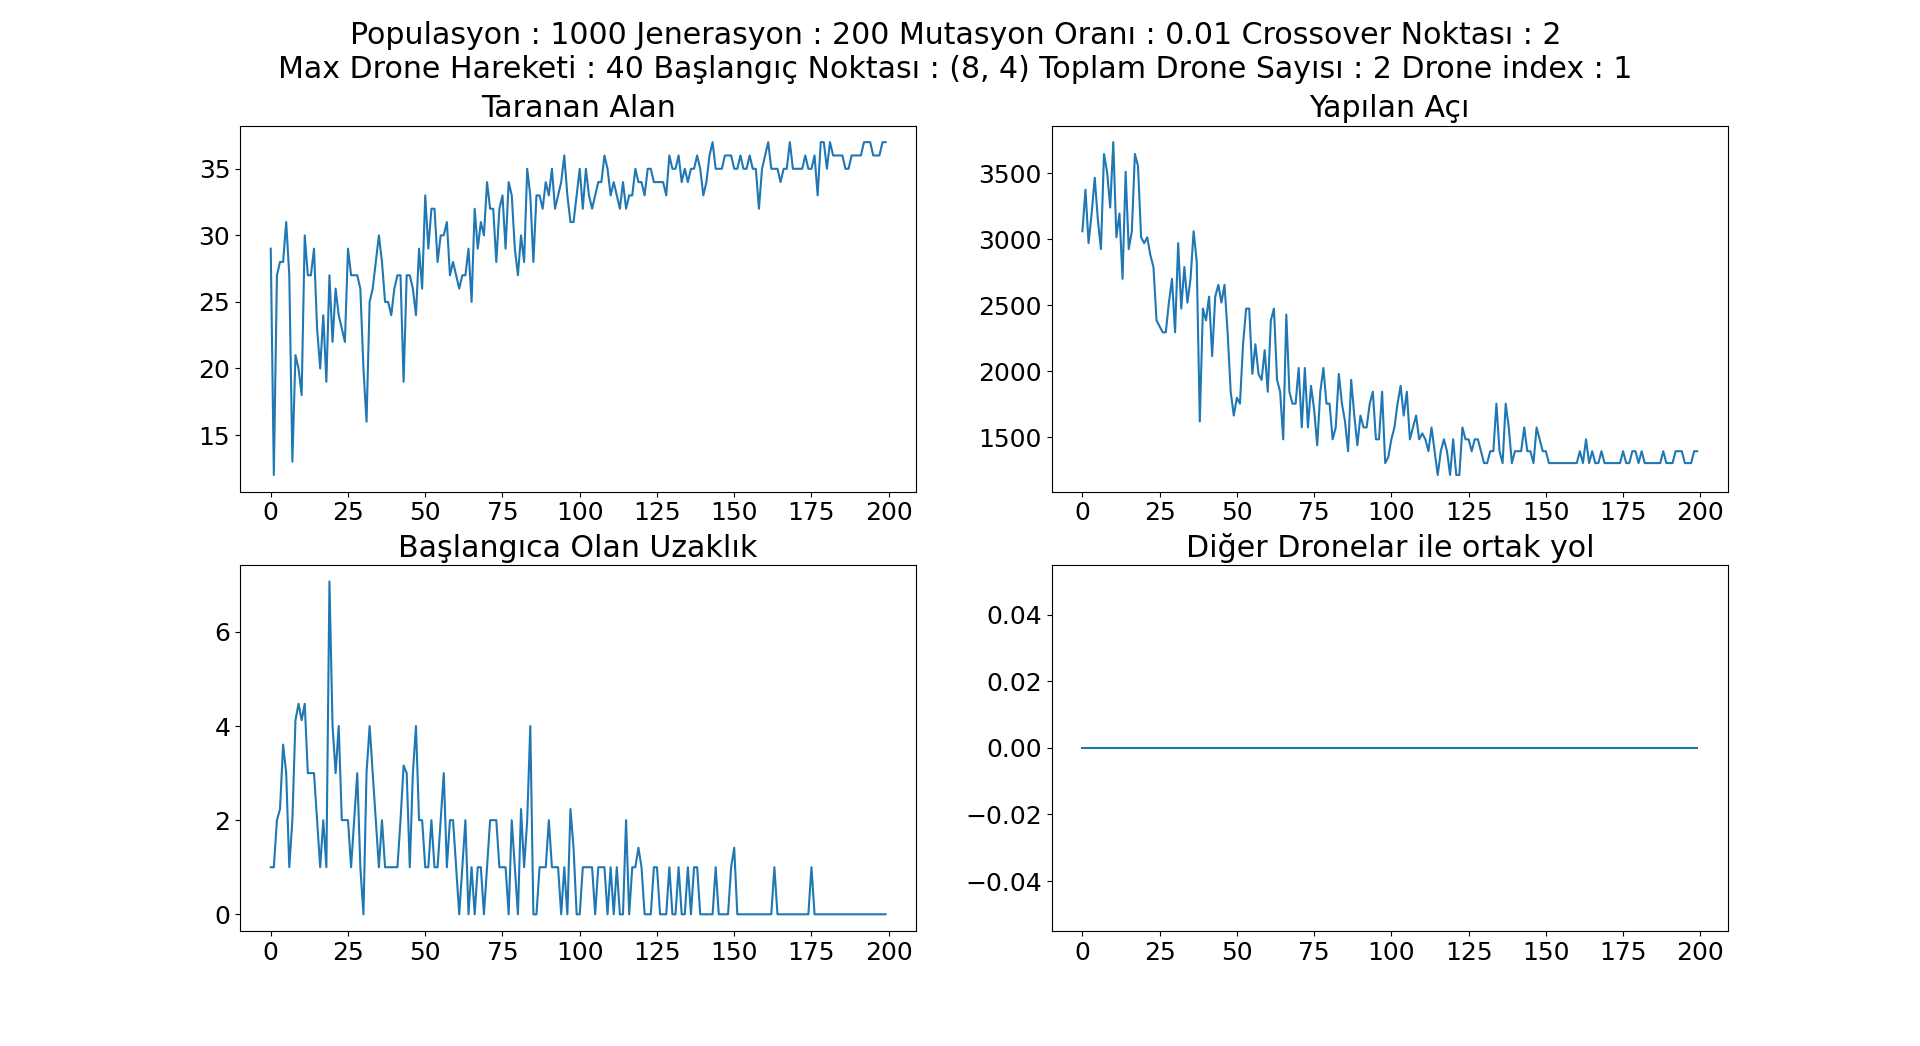 Populasyon : 1000 Jenerasyon : 200 Mutasyon Oranı : 0.01 Crossover Noktası : 2
Max Drone Hareketi : 40 Başlangıç Noktası : (8, 4) Toplam Drone Sayısı : 2 Drone index : 1
Taranan Alan
35
30
25
20
15
0 25 50 75 100 125 150 175 200
Yapılan Açı
3500
3000
2500
2000
1500
0 25 50 75 100 125 150 175 200
Başlangıca Olan Uzaklık
6
4
2
0
0 25 50 75 100 125 150 175 200
Diğer Dronelar ile ortak yol
0.04
0.02
0.00
−0.02
−0.04
0 25 50 75 100 125 150 175 200